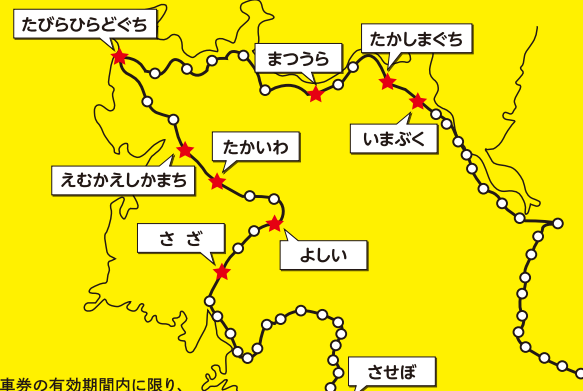 たびらひらどぐち
まつうら
たかしまぐち
いまぶく
たかいわ
えむかえしかまち
さ ざ
よしい
させぼ
車券の有効期間内に限り、